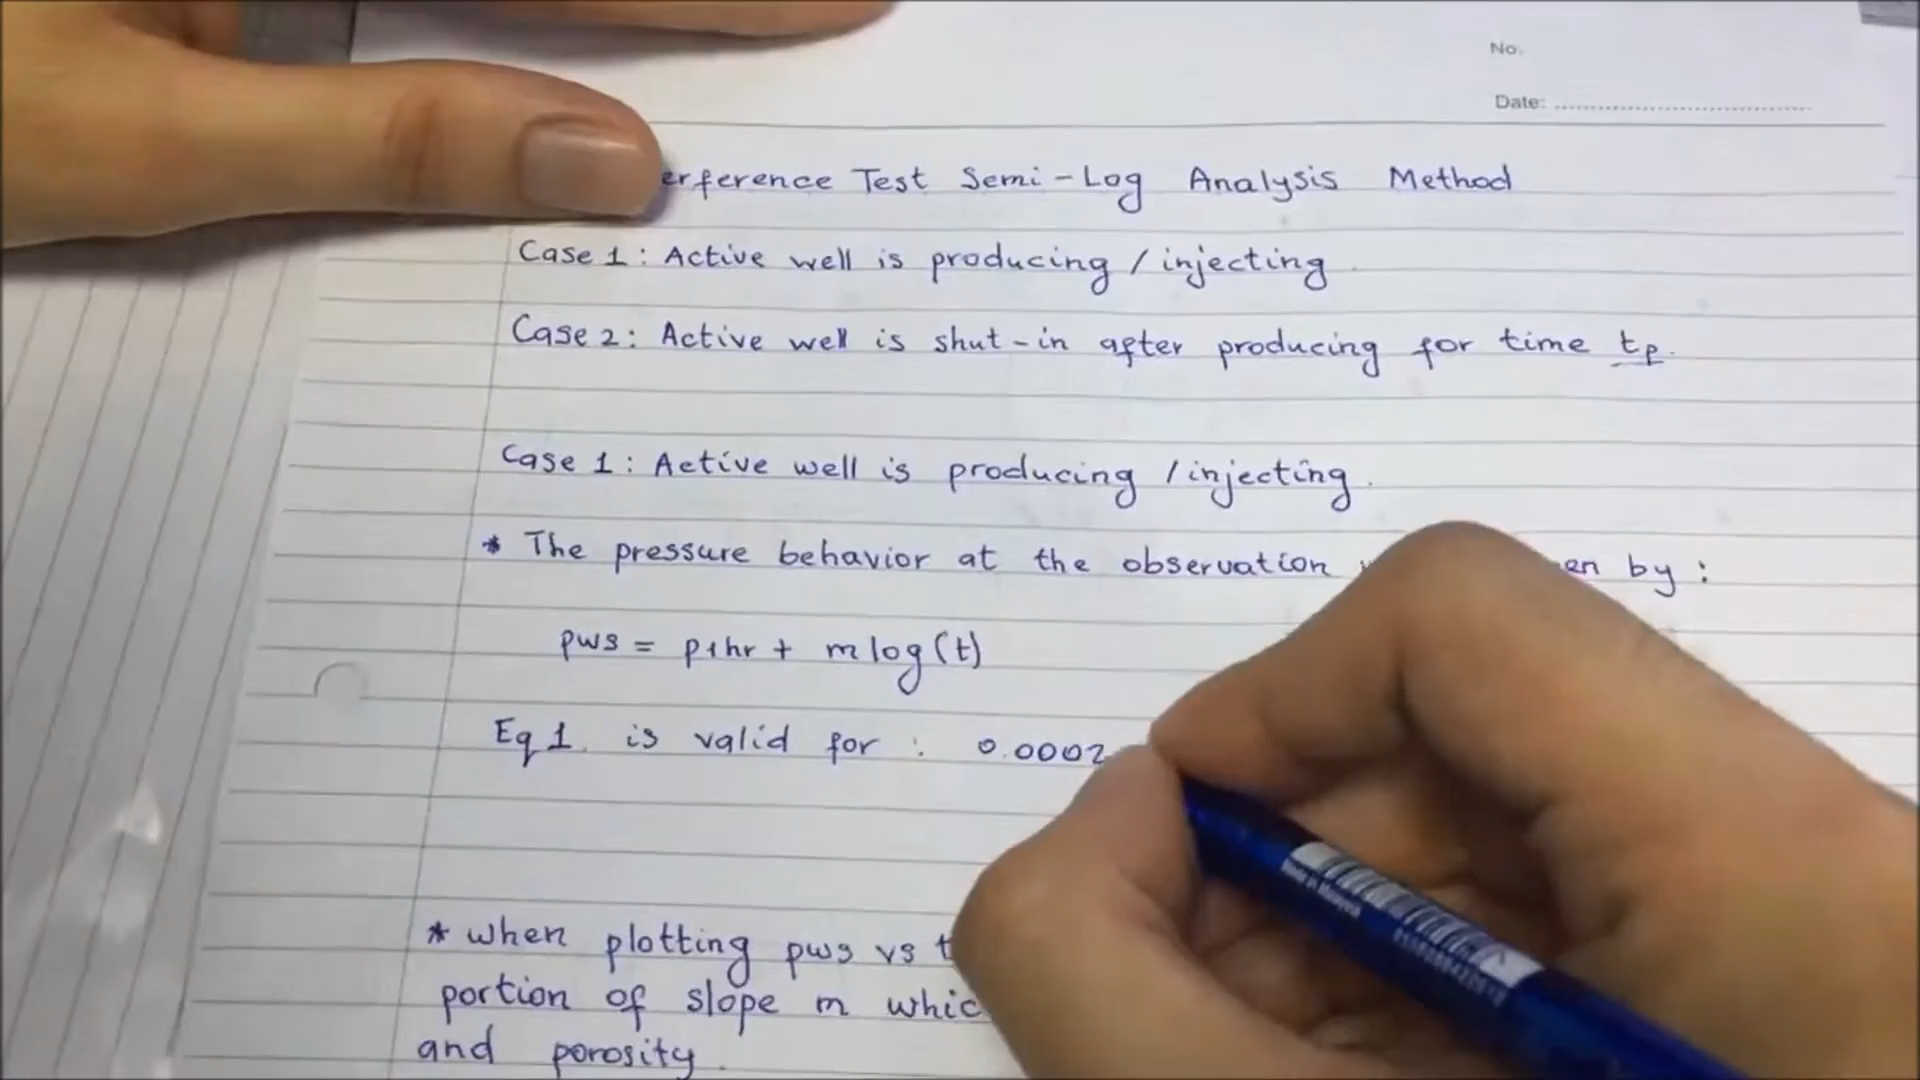 No.
Date:
erference Test Semi-Log Analysis Method
Case 1: Active well is producing / injecting
Case 2: Active well is shut-in after producing for time tp.
Case 1: Active well is producing / injecting.
* The pressure behavior at the observation en by:
pws = p1hr + m log(t)
Eq 1. is valid for: 0.0002
* when plotting pws vs t
portion of slope m whic
and porosity.